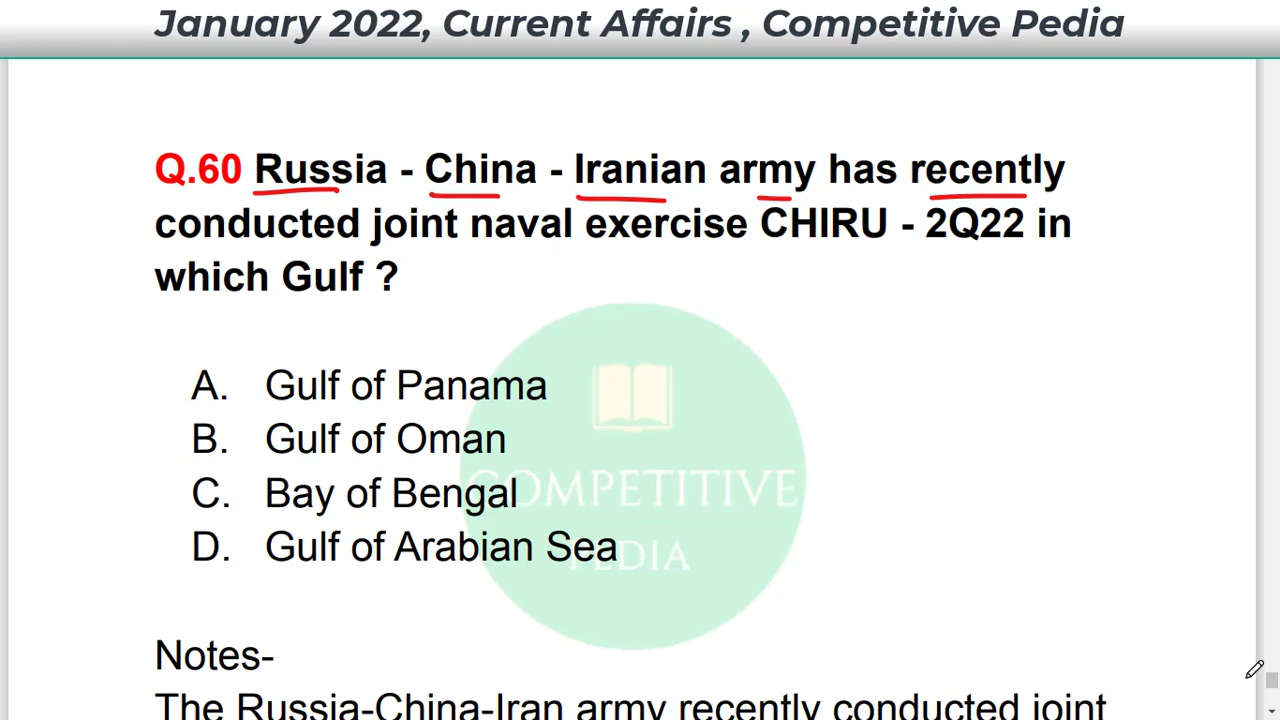 January 2022, Current Affairs , Competitive Pedia
Q.60 Russia - China - Iranian army has recently
conducted joint naval exercise CHIRU - 2Q22 in
which Gulf ?
A. Gulf of Panama
B. Gulf of Oman
C. Bay of Bengal
D. Gulf of Arabian Sea
COMPETITIVE
PEDIA
Notes-
The Russia-China-Iran army recently conducted joint